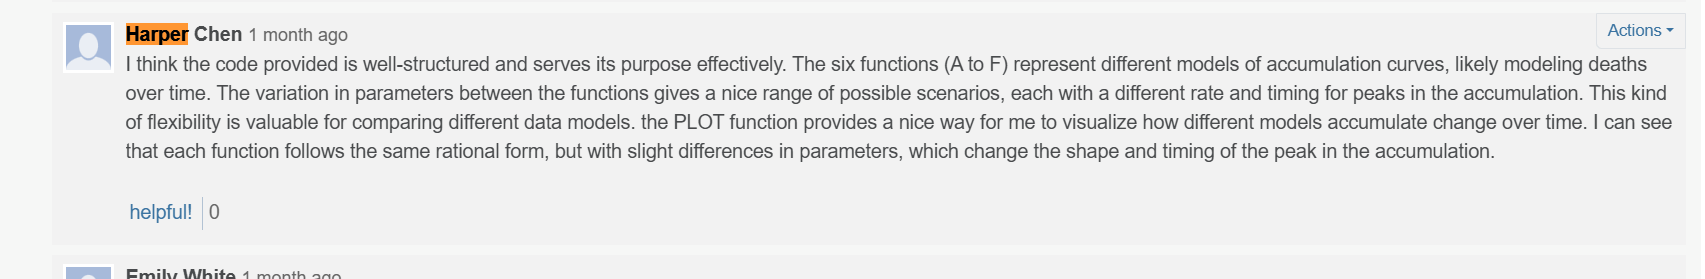 Harper Chen 1 month ago
Actions
I think the code provided is well-structured and serves its purpose effectively. The six functions (A to F) represent different models of accumulation curves, likely modeling deaths
over time. The variation in parameters between the functions gives a nice range of possible scenarios, each with a different rate and timing for peaks in the accumulation. This kind
of flexibility is valuable for comparing different data models. the PLOT function provides a nice way for me to visualize how different models accumulate change over time. I can see
that each function follows the same rational form, but with slight differences in parameters, which change the shape and timing of the peak in the accumulation.
helpful! 0
Emily White 1 month ago